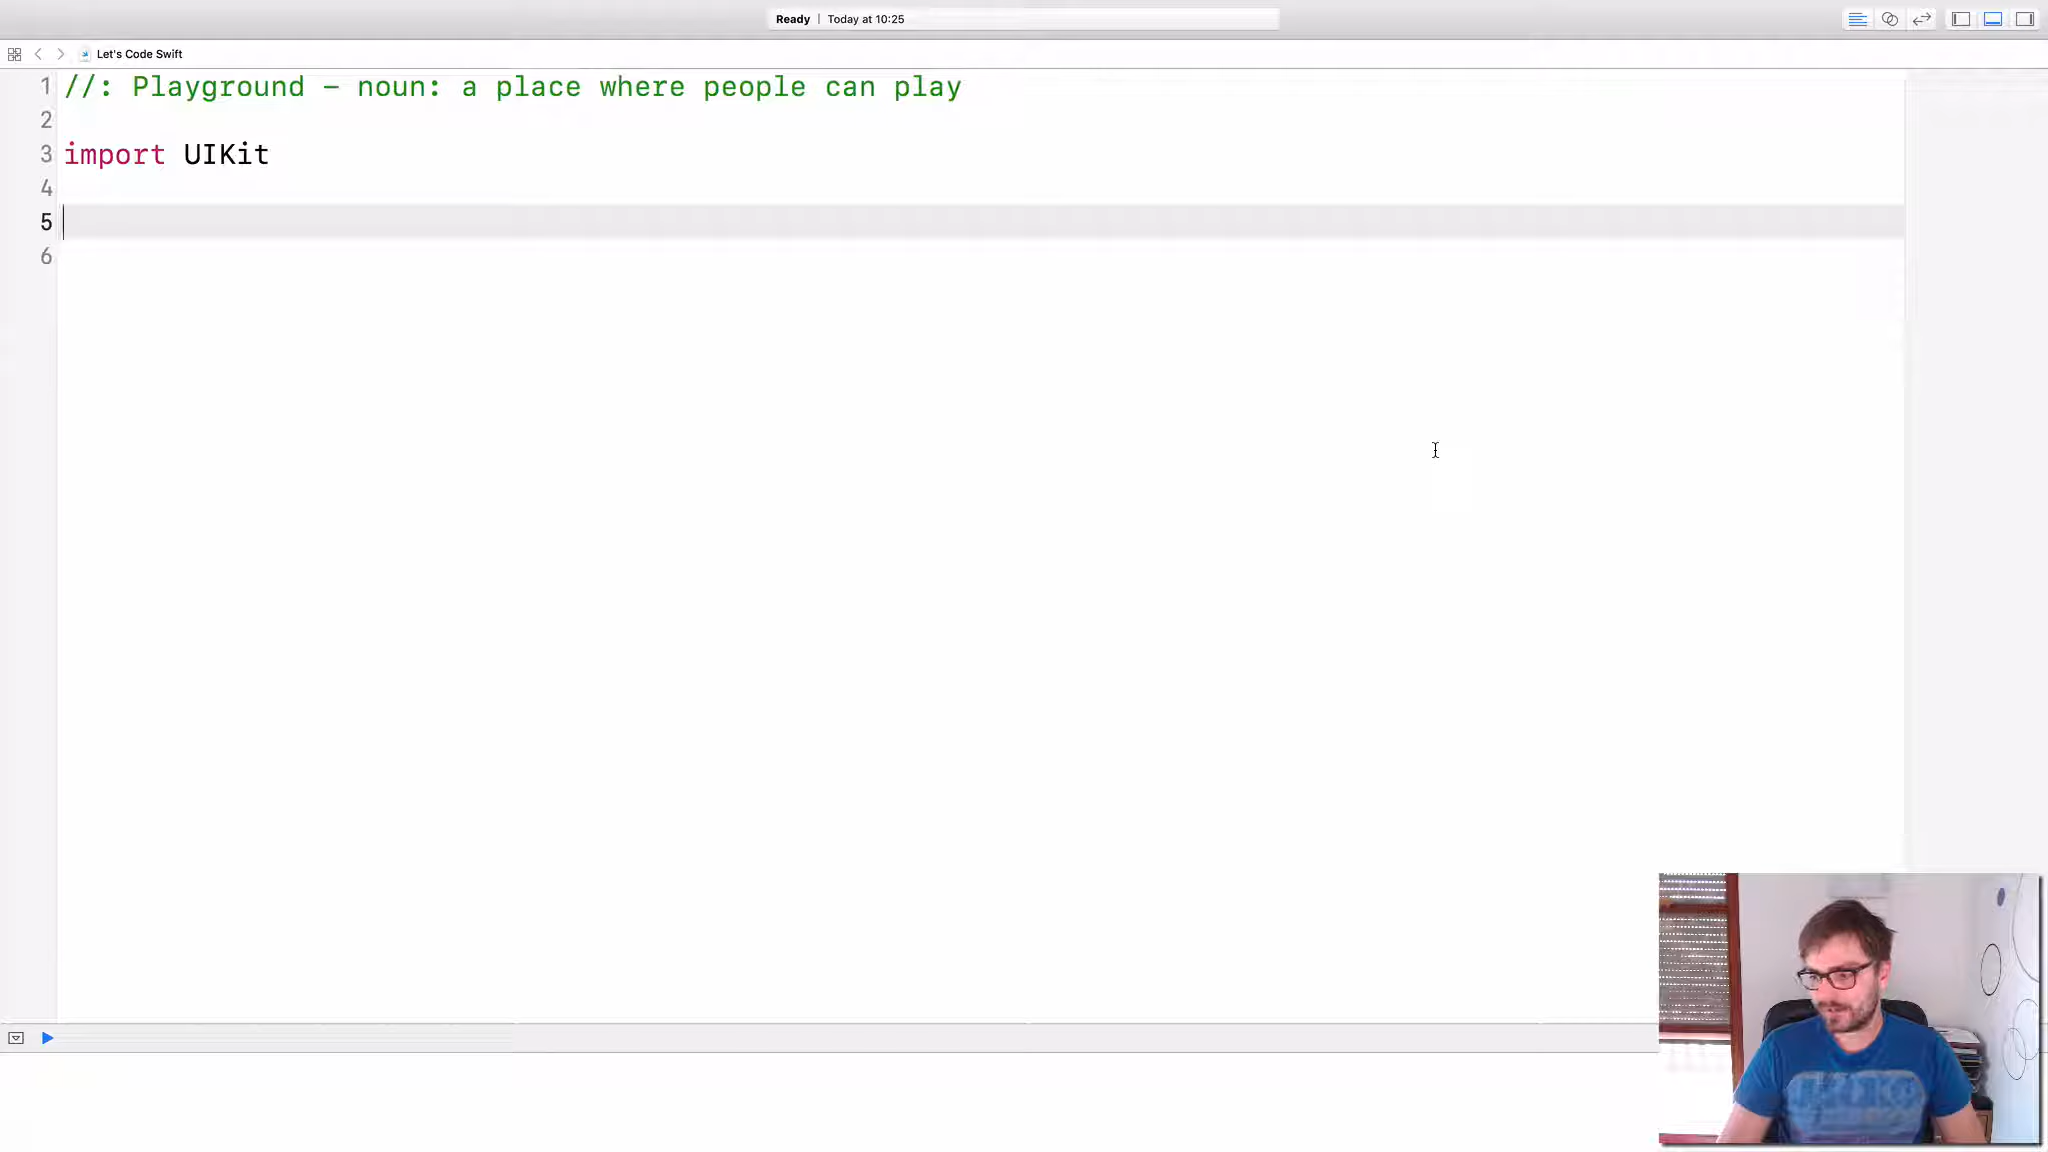 Ready | Today at 10:25
Let's Code Swift
1 //: Playground – noun: a place where people can play
2
3 import UIKit
4
5
6